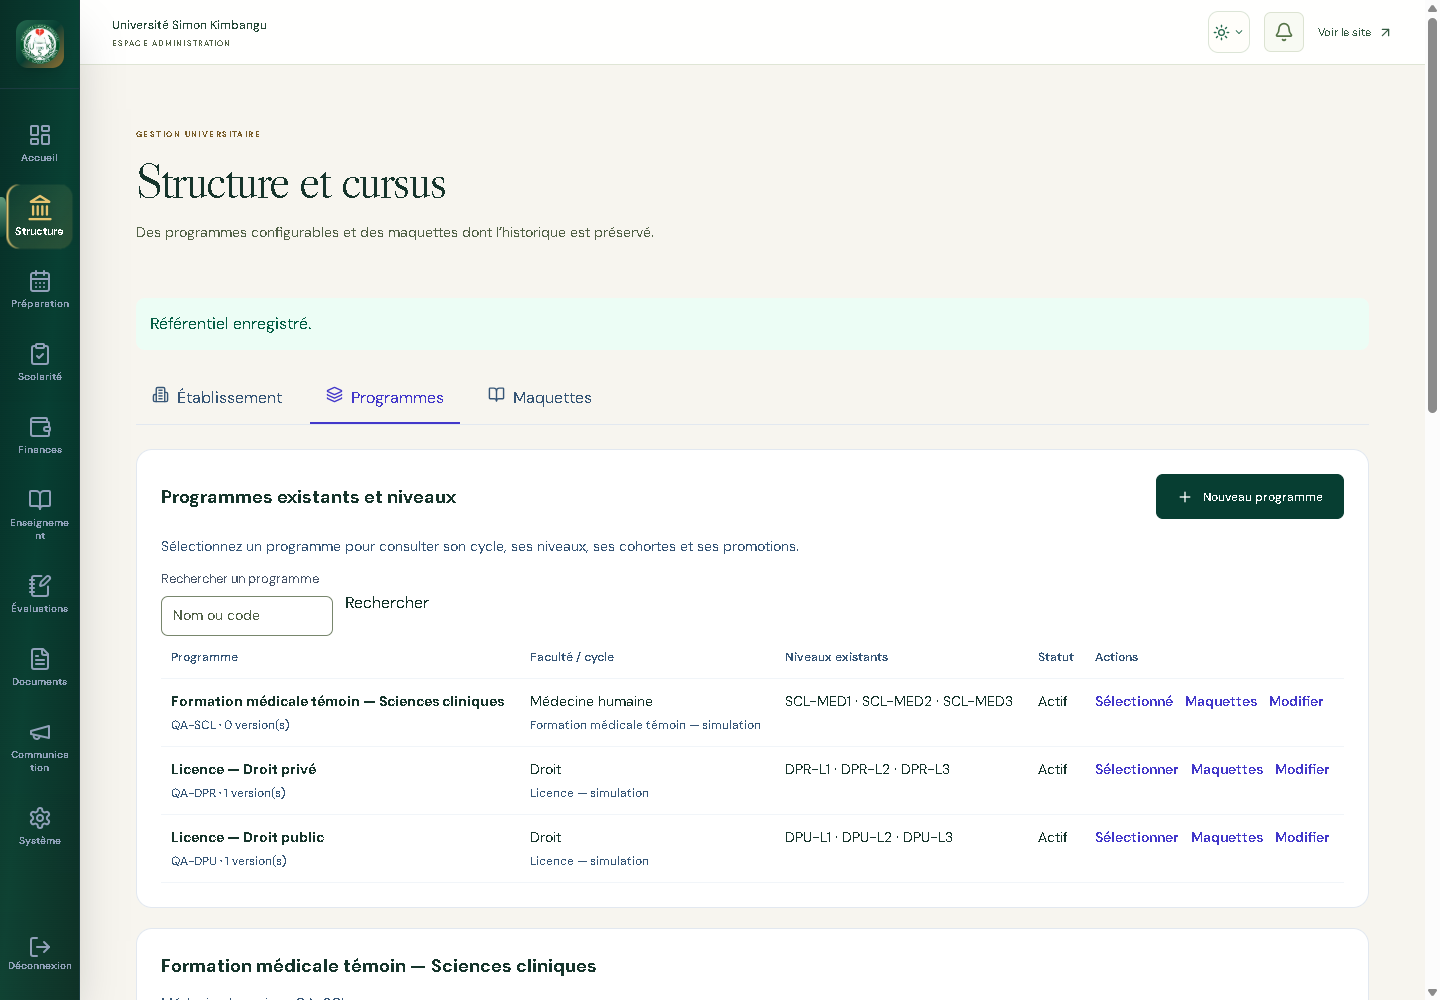 Université Simon Kimbangu
ESPACE ADMINISTRATION
Voir le site
Accueil
Structure
Préparation
Scolarité
Finances
Enseigneme
nt
Évaluations
Documents
Communica
tion
Système
Déconnexion
GESTION UNIVERSITAIRE
Structure et cursus
Des programmes configurables et des maquettes dont l'historique est préservé.
Référentiel enregistré.
Établissement Programmes Maquettes
Programmes existants et niveaux
Nouveau programme
Sélectionnez un programme pour consulter son cycle, ses niveaux, ses cohortes et ses promotions.
Rechercher un programme
Nom ou code Rechercher
Programme Faculté / cycle Niveaux existants Statut Actions
Formation médicale témoin — Sciences cliniques Médecine humaine SCL-MED1 · SCL-MED2 · SCL-MED3 Actif Sélectionné Maquettes Modifier
QA-SCL · 0 version(s) Formation médicale témoin — simulation
Licence — Droit privé Droit DPR-L1 · DPR-L2 · DPR-L3 Actif Sélectionner Maquettes Modifier
QA-DPR · 1 version(s) Licence — simulation
Licence — Droit public Droit DPU-L1 · DPU-L2 · DPU-L3 Actif Sélectionner Maquettes Modifier
QA-DPU · 1 version(s) Licence — simulation
Formation médicale témoin — Sciences cliniques